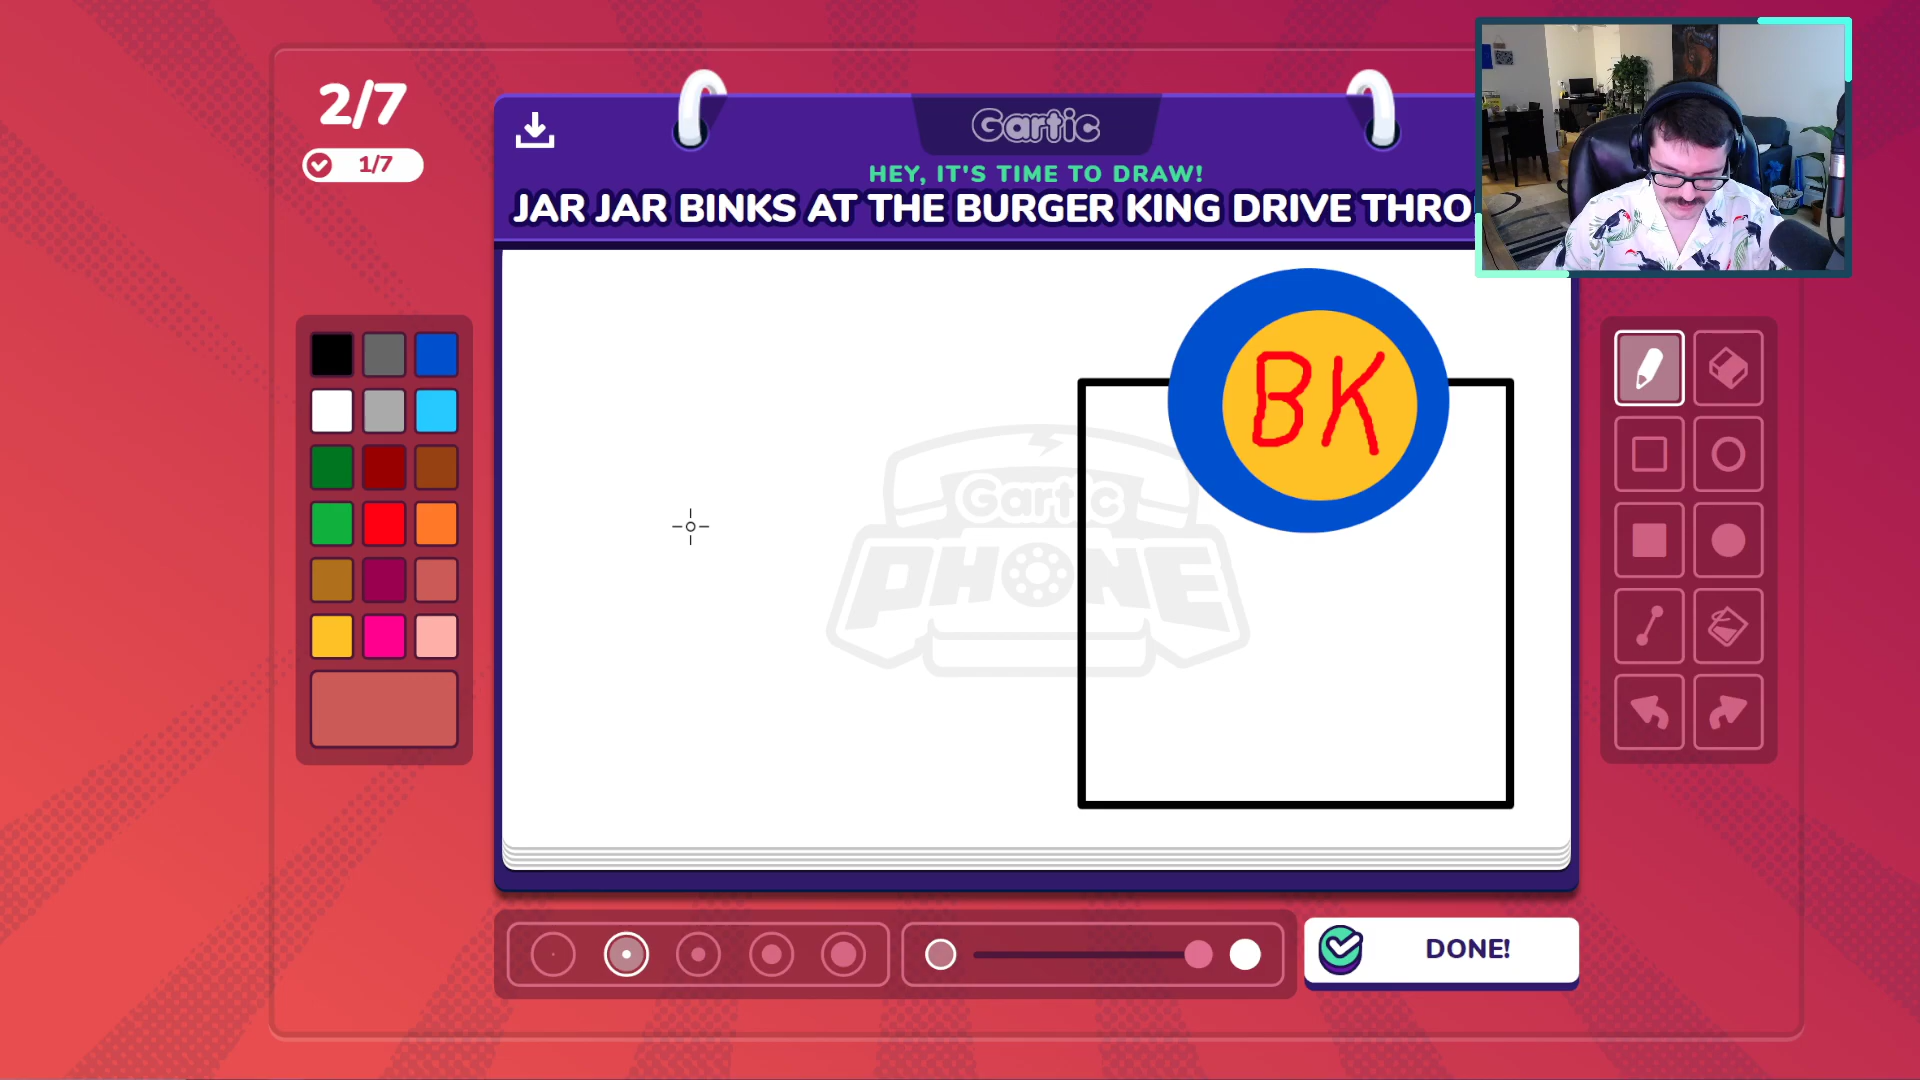 2/7
1/7
Gartic
HEY, IT'S TIME TO DRAW!
JAR JAR BINKS AT THE BURGER KING DRIVE THRO
BK
Gartic
PHONE
DONE!